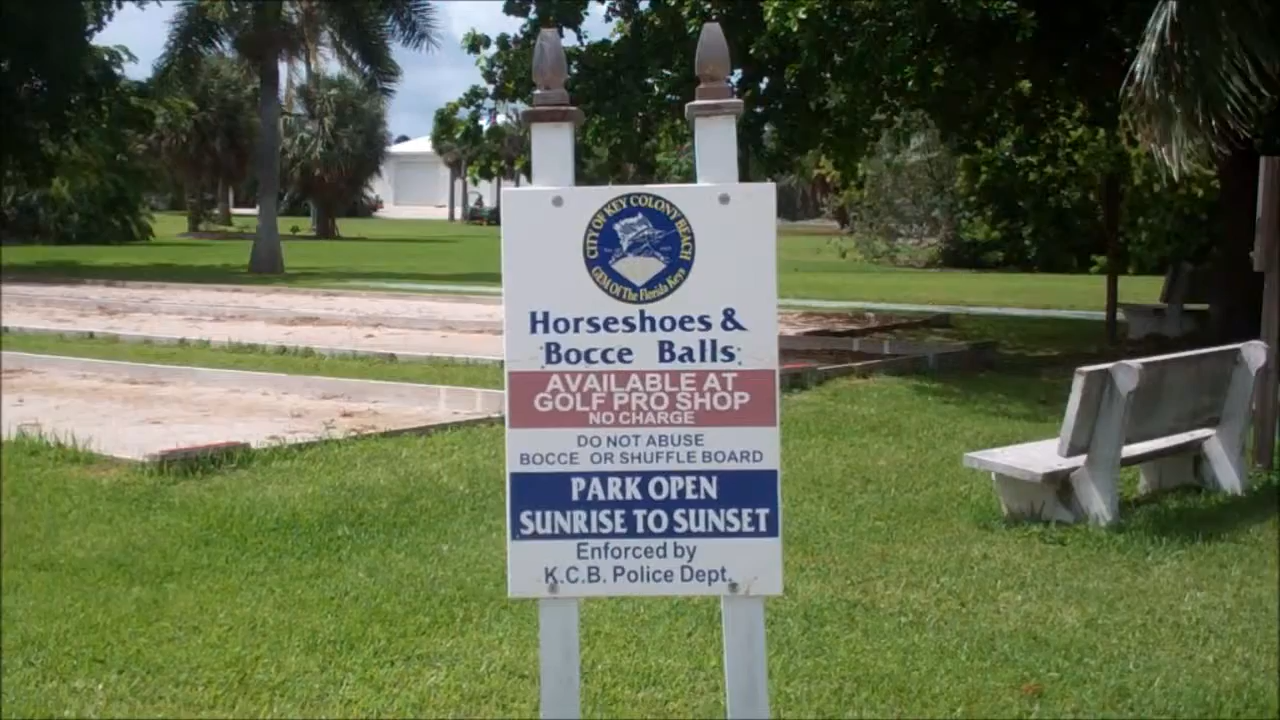 CITY OF KEY COLONY BEACH
GEM Of The Florida Keys
Horseshoes &
Bocce Balls
AVAILABLE AT
GOLF PRO SHOP
NO CHARGE
DO NOT ABUSE
BOCCE OR SHUFFLE BOARD
PARK OPEN
SUNRISE TO SUNSET
Enforced by
K.C.B. Police Dept.